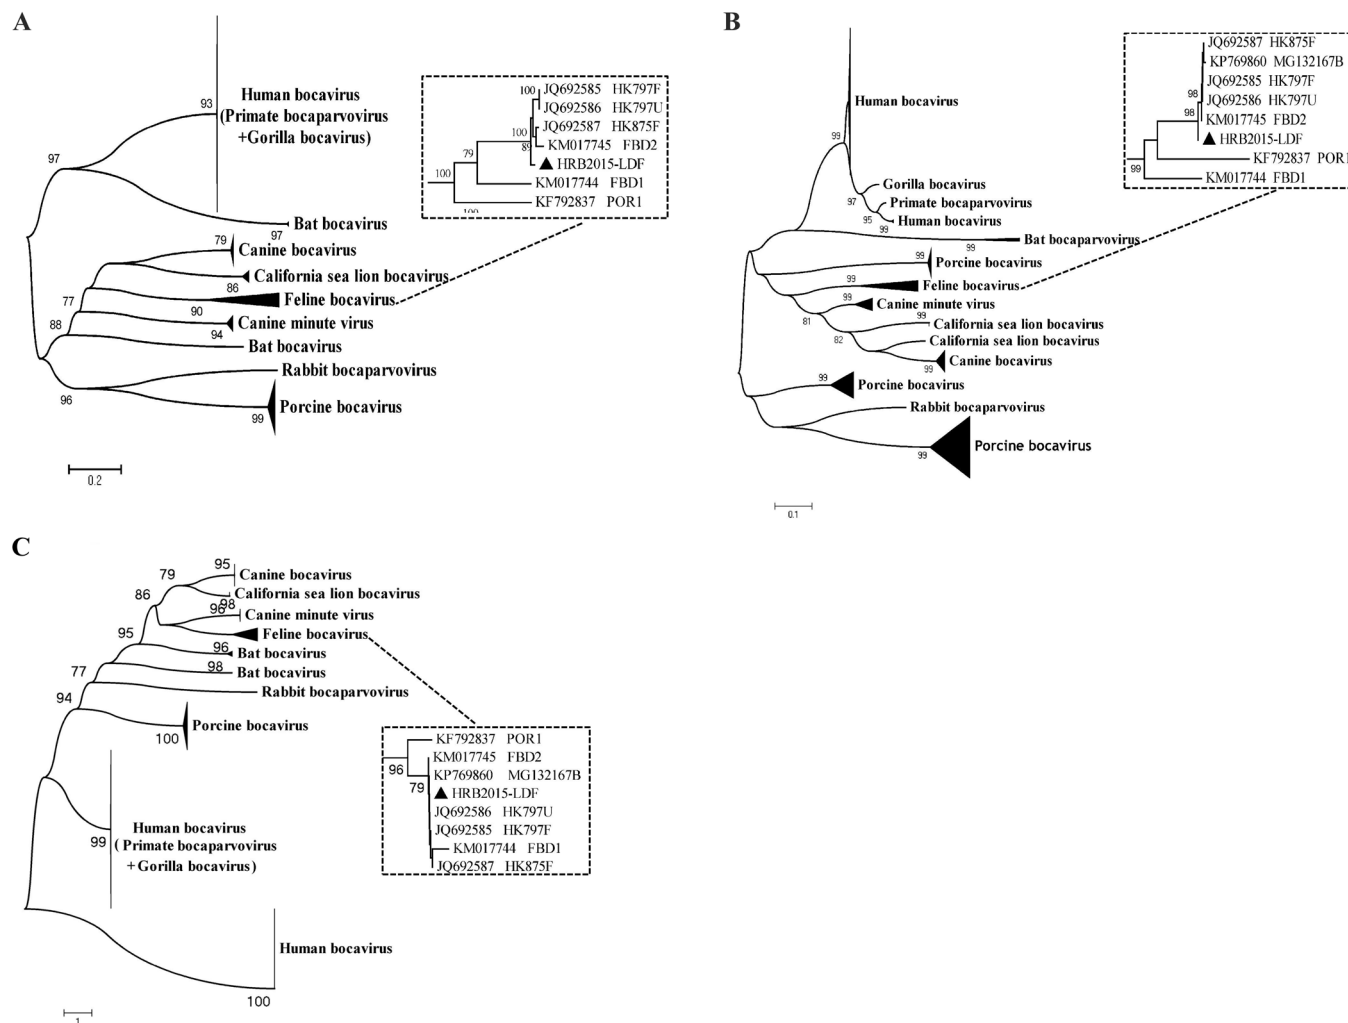 A
93
Human bocavirus
(Primate bocaparvovirus
+Gorilla bocavirus)
97
Bat bocavirus
97
79
Canine bocavirus
California sea lion bocavirus
86
77
Feline bocavirus
90
88
Canine minute virus
94
Bat bocavirus
Rabbit bocaparvovirus
96
Porcine bocavirus
99
0.2
100
JQ692585 HK797F
JQ692586 HK797U
100
JQ692587 HK875F
89
KM017745 FBD2
79
▲ HRB2015-LDF
100
KM017744 FBD1
KF792837 POR1
100
B
Human bocavirus
99
Gorilla bocavirus
97
Primate bocaparvovirus
95
Human bocavirus
99
Bat bocaparvovirus
99
99
Porcine bocavirus
99
Feline bocavirus
99
Canine minute virus
81
99
California sea lion bocavirus
82
California sea lion bocavirus
Canine bocavirus
99
99
Porcine bocavirus
Rabbit bocaparvovirus
Porcine bocavirus
99
0.1
JQ692587 HK875F
KP769860 MG132167B
JQ692585 HK797F
98
JQ692586 HK797U
98
KM017745 FBD2
▲ HRB2015-LDF
KF792837 POR1
99
KM017744 FBD1
C
95
79
Canine bocavirus
86
California sea lion bocavirus
98
96
Canine minute virus
95
Feline bocavirus
96
Bat bocavirus
77
98
Bat bocavirus
94
Rabbit bocaparvovirus
Porcine bocavirus
100
Human bocavirus
99
( Primate bocaparvovirus
+ Gorilla bocavirus)
Human bocavirus
100
1
KF792837 POR1
KM017745 FBD2
96
KP769860 MG132167B
79
▲ HRB2015-LDF
JQ692586 HK797U
JQ692585 HK797F
KM017744 FBD1
JQ692587 HK875F